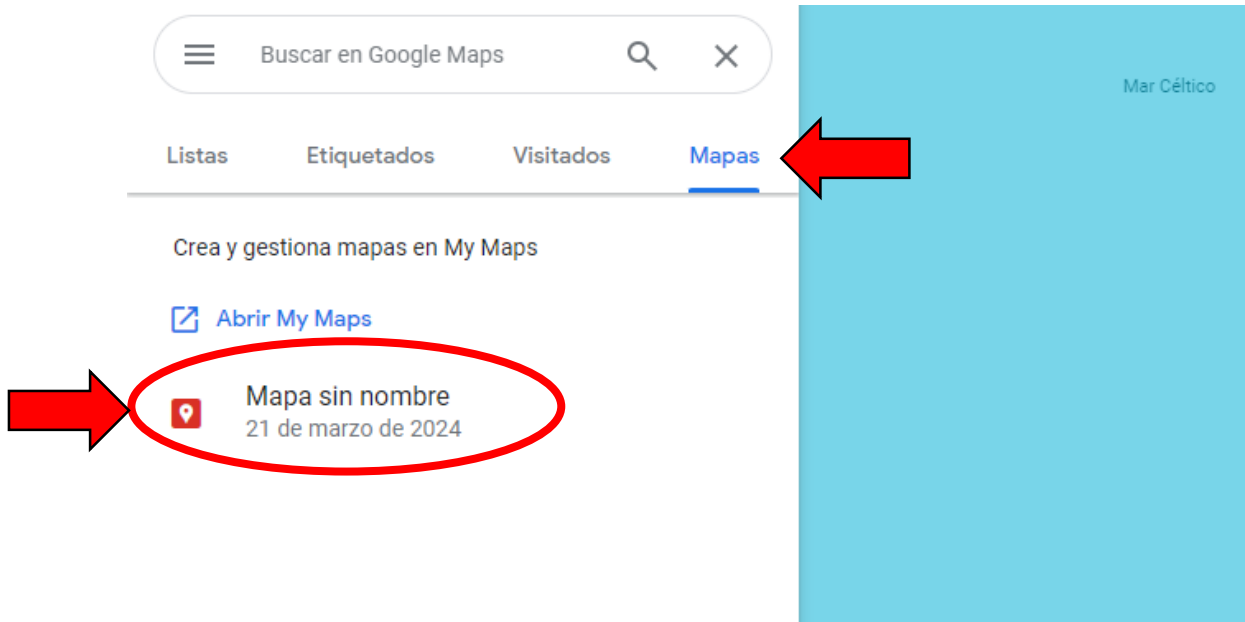 Buscar en Google Maps
Mar Céltico
Listas Etiquetados Visitados Mapas
Crea y gestiona mapas en My Maps
Abrir My Maps
Mapa sin nombre
21 de marzo de 2024